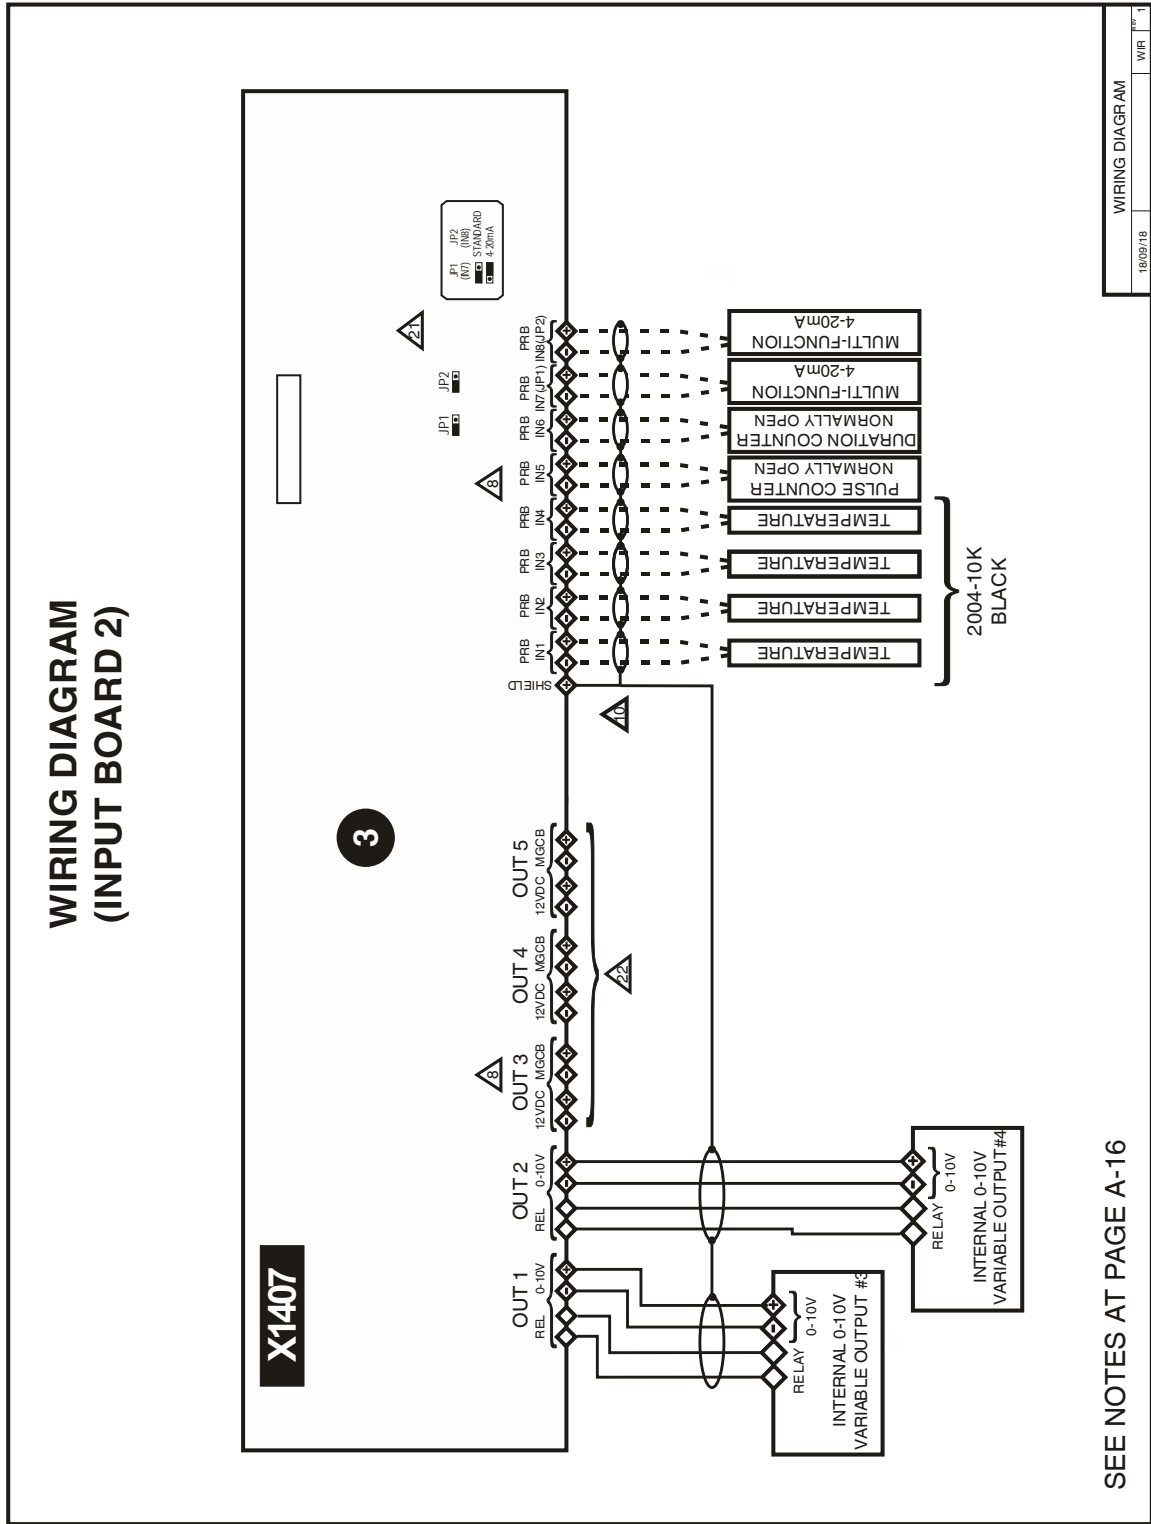 WIRING DIAGRAM
(INPUT BOARD 2)
X1407
3
JP1
(IN7)
JP2
(IN8)
STANDARD
4-20mA
21
JP1
JP2
8
8
OUT 1
REL
0-10V
OUT 2
REL
0-10V
OUT 3
12VDC
MGCB
OUT 4
12VDC
MGCB
OUT 5
12VDC
MGCB
SHIELD
PRB
IN1
PRB
IN2
PRB
IN3
PRB
IN4
PRB
IN5
PRB
IN6
PRB
IN7(JP1)
PRB
IN8(JP2)
22
10
RELAY
0-10V
INTERNAL 0-10V
VARIABLE OUTPUT #3
RELAY
0-10V
INTERNAL 0-10V
VARIABLE OUTPUT#4
TEMPERATURE
TEMPERATURE
TEMPERATURE
TEMPERATURE
PULSE COUNTER
NORMALLY OPEN
DURATION COUNTER
NORMALLY OPEN
MULTI-FUNCTION
4-20mA
MULTI-FUNCTION
4-20mA
2004-10K
BLACK
SEE NOTES AT PAGE A-16
WIRING DIAGRAM
18/09/18
WIR
REV
1